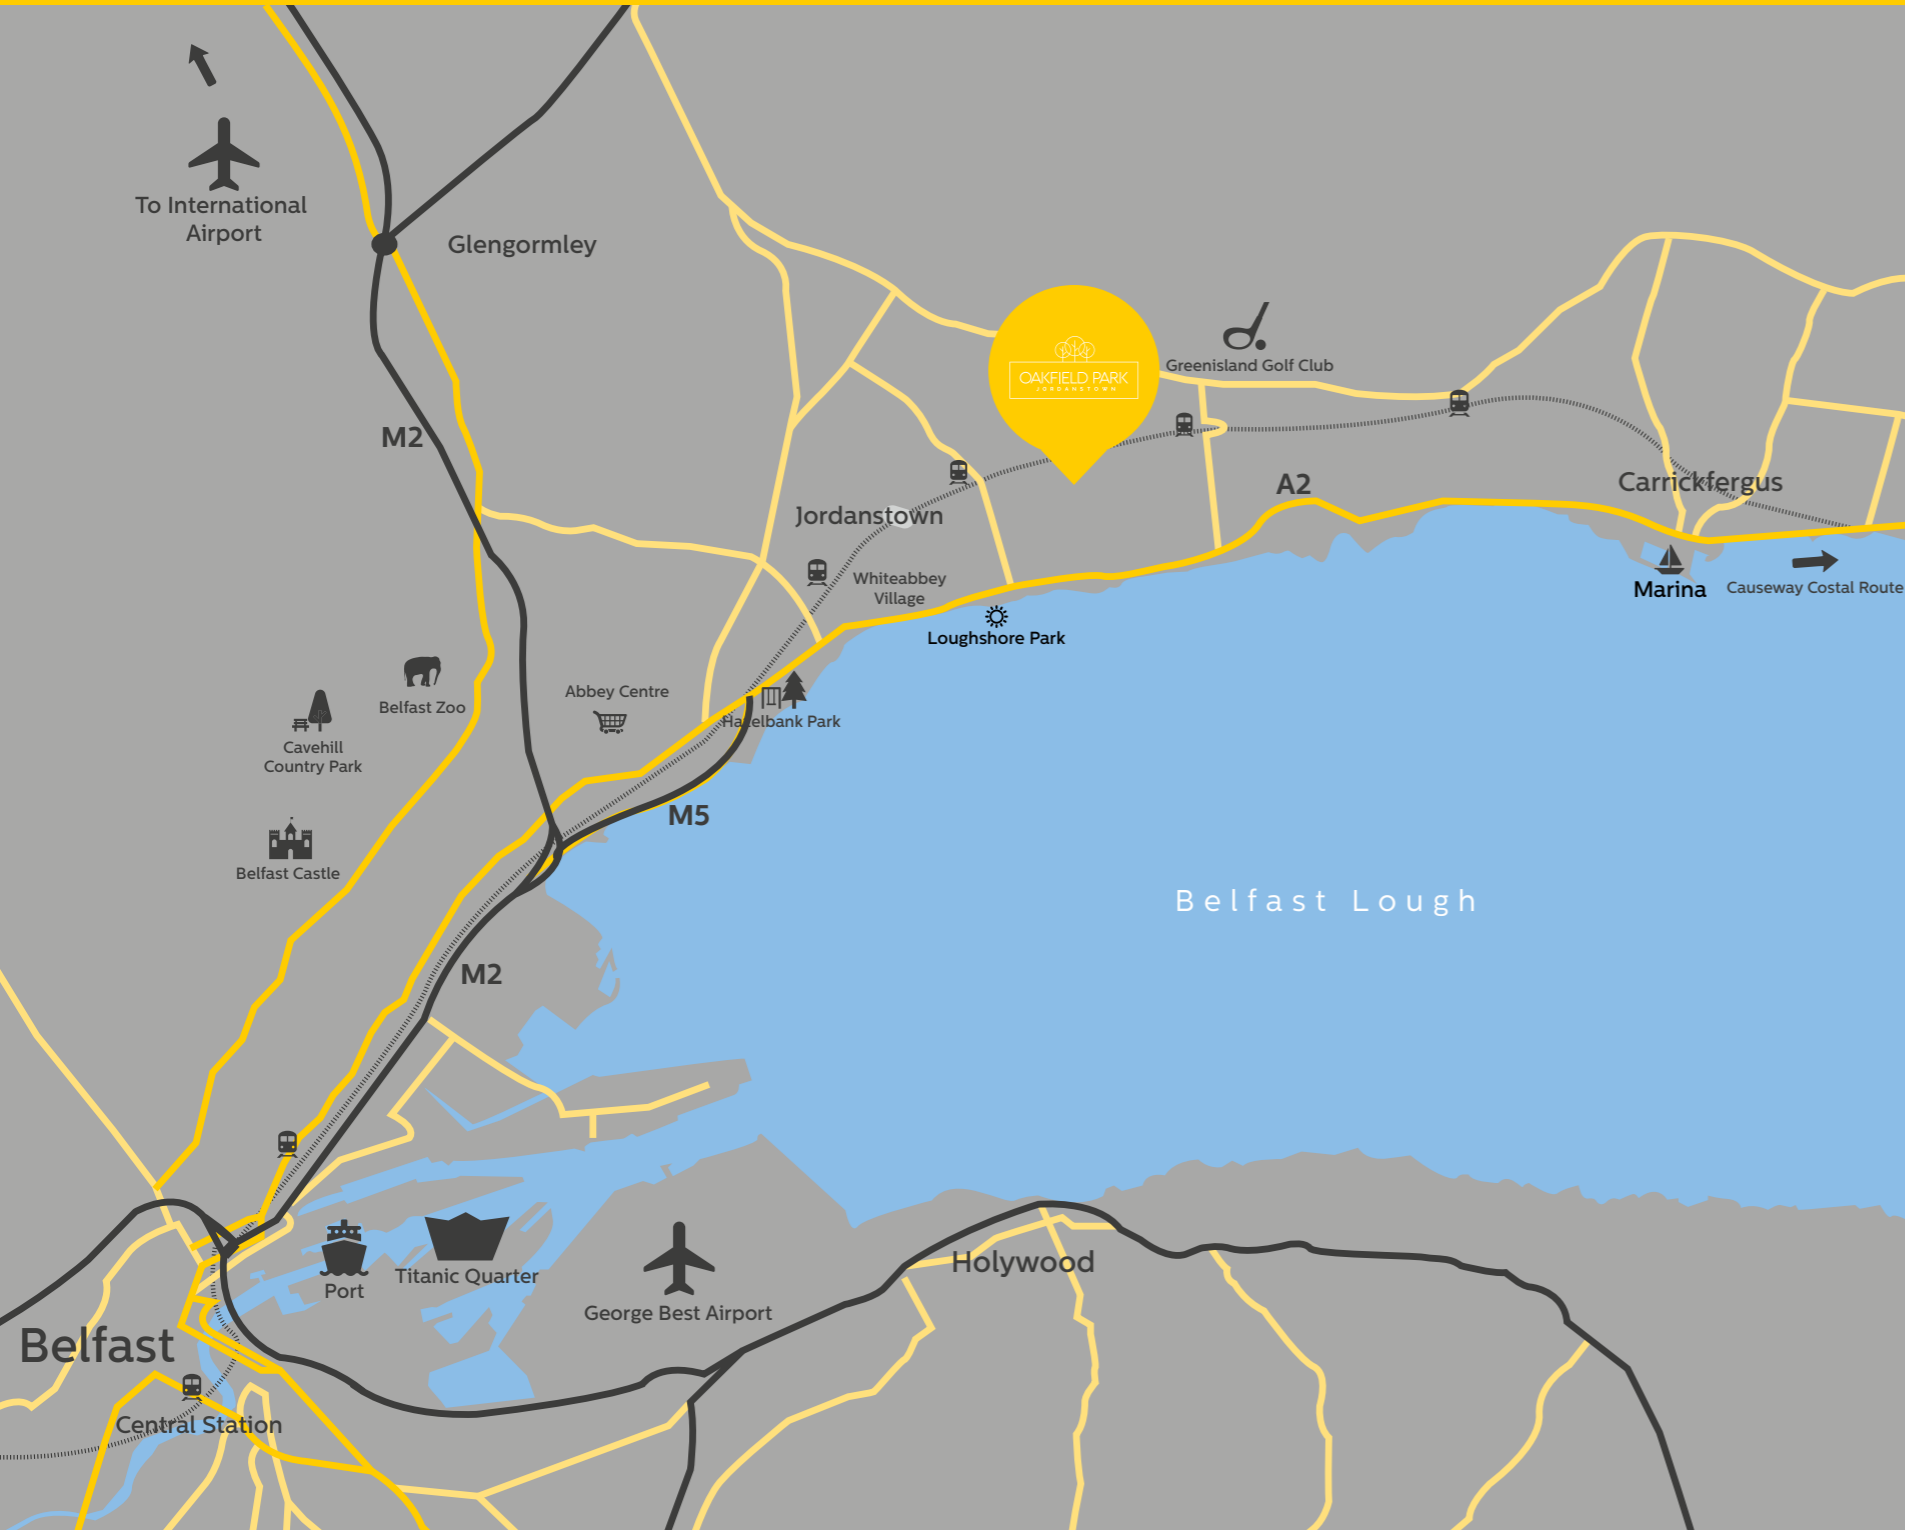 To International
Airport
Glengormley
OAKFIELD PARK
JORDANSTOWN
Greenisland Golf Club
M2
A2
Carrickfergus
Jordanstown
Whiteabbey
Village
Marina
Causeway Costal Route
Loughshore Park
Belfast Zoo
Abbey Centre
Hazelbank Park
Cavehill
Country Park
M5
Belfast Castle
Belfast Lough
M2
Port
Titanic Quarter
George Best Airport
Holywood
Belfast
Central Station